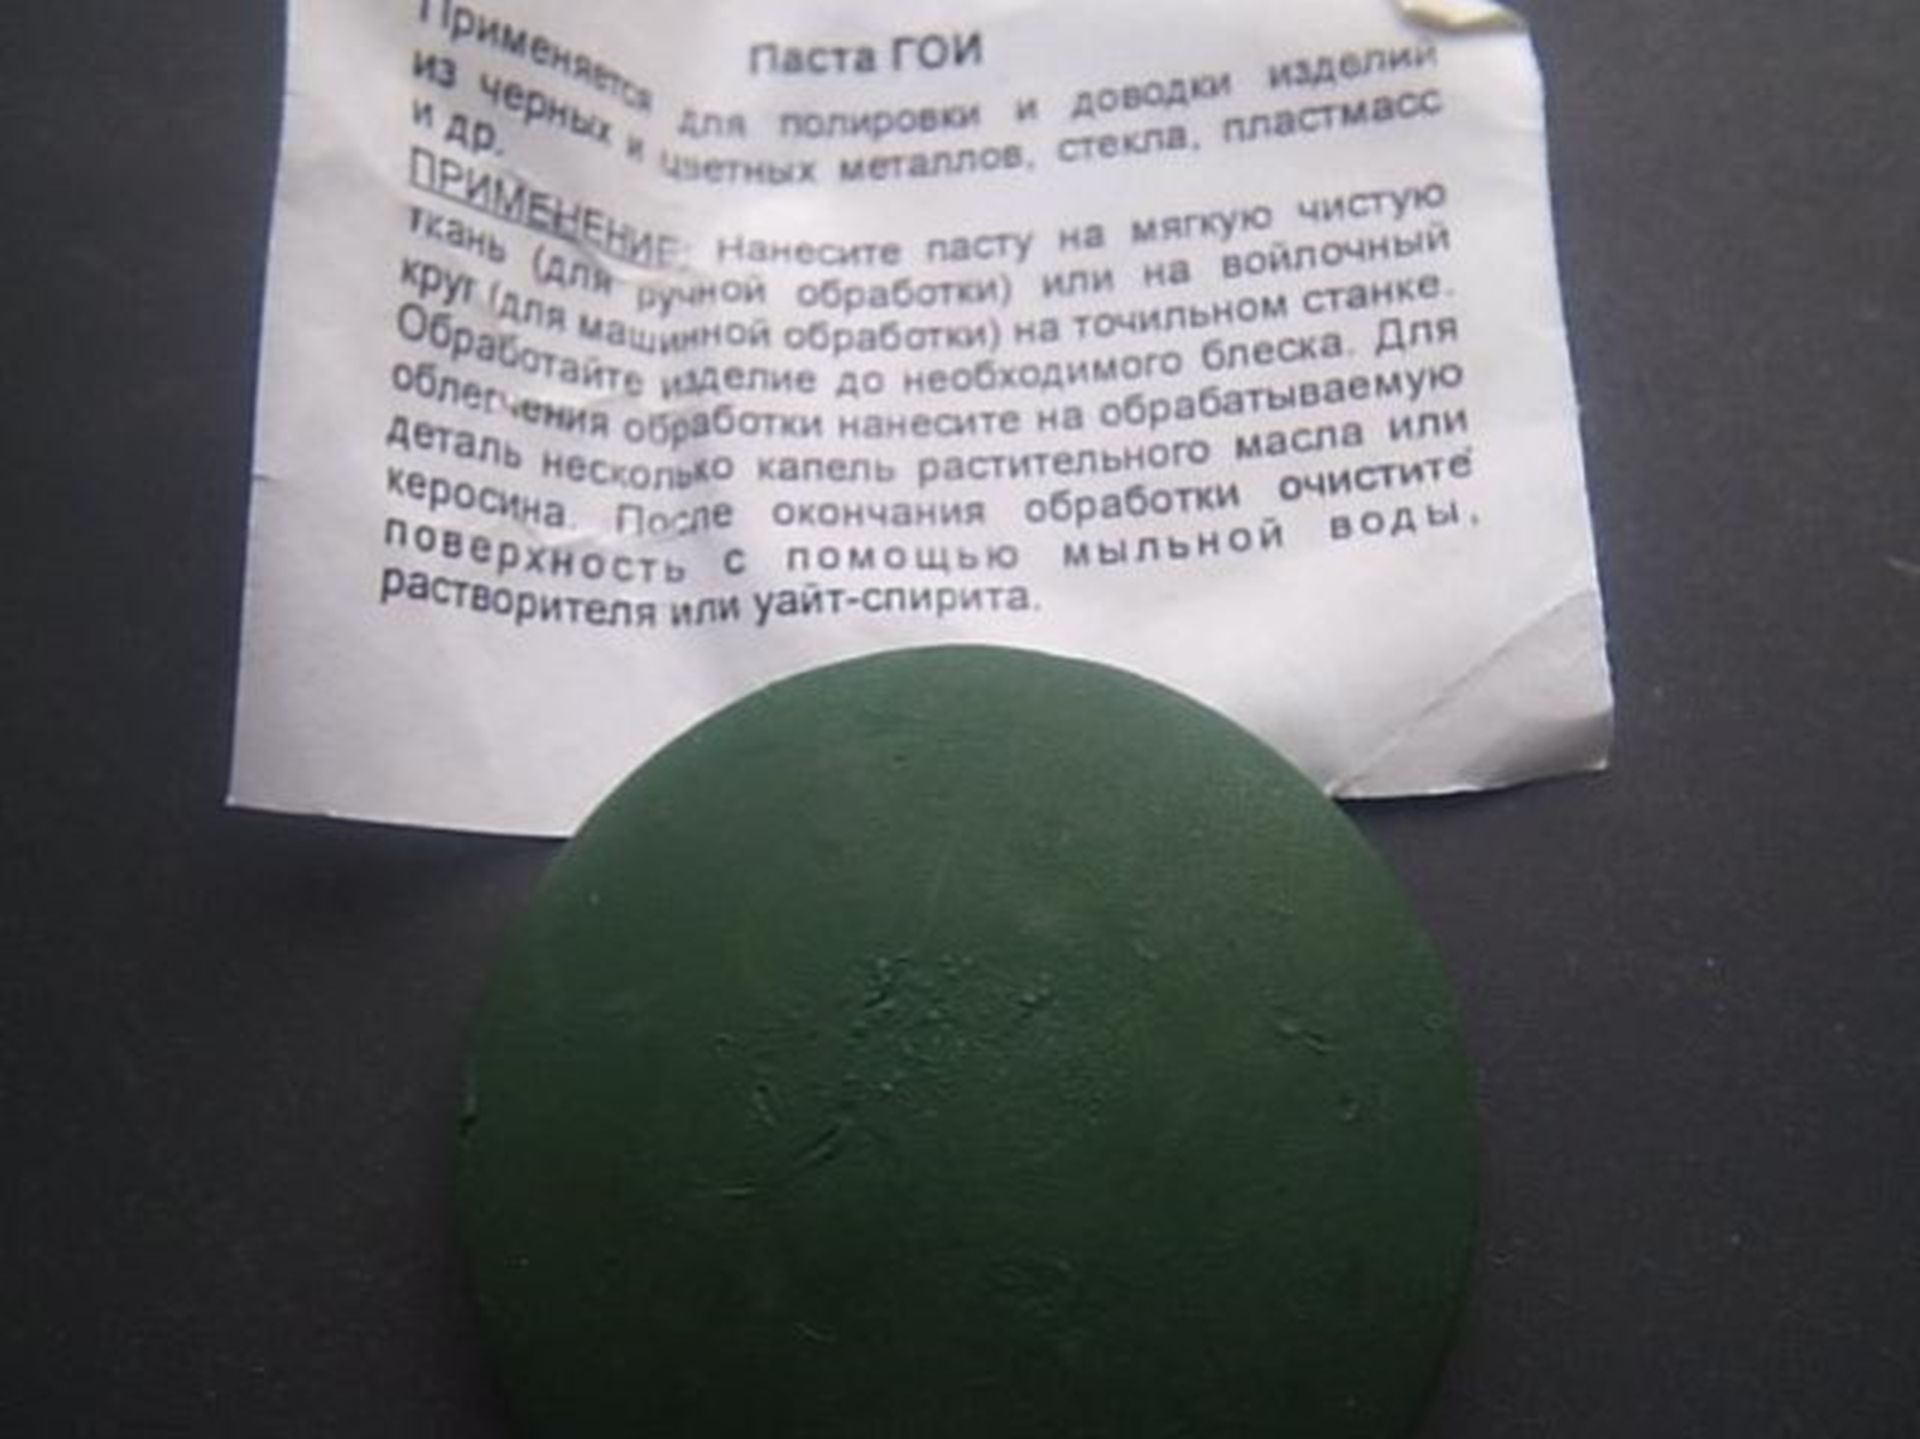 Паста ГОИ
Применяется для полировки и доводки изделий
из черных и цветных металлов, стекла, пластмасс
и др.
ПРИМЕНЕНИЕ: Нанесите пасту на мягкую чистую
ткань (для ручной обработки) или на войлочный
круг (для машинной обработки) на точильном станке.
Обработайте изделие до необходимого блеска. Для
облегчения обработки нанесите на обрабатываемую
деталь несколько капель растительного масла или
керосина. После окончания обработки очистите
поверхность с помощью мыльной воды,
растворителя или уайт-спирита.